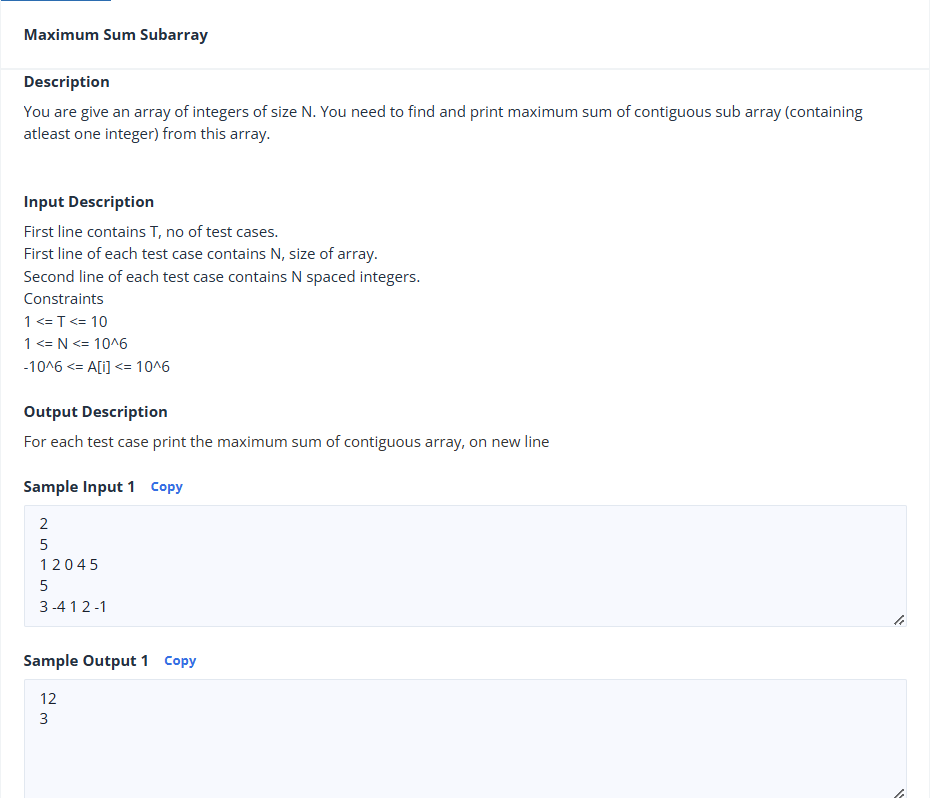 Maximum Sum Subarray
Description
You are give an array of integers of size N. You need to find and print maximum sum of contiguous sub array (containing
atleast one integer) from this array.
Input Description
First line contains T, no of test cases.
First line of each test case contains N, size of array.
Second line of each test case contains N spaced integers.
Constraints
1 <= T <= 10
1 <= N <= 10^6
-10^6 <= A[i] <= 10^6
Output Description
For each test case print the maximum sum of contiguous array, on new line
Sample Input 1 Copy
2
5
1 2 0 4 5
5
3 -4 1 2 -1
Sample Output 1 Copy
12
3